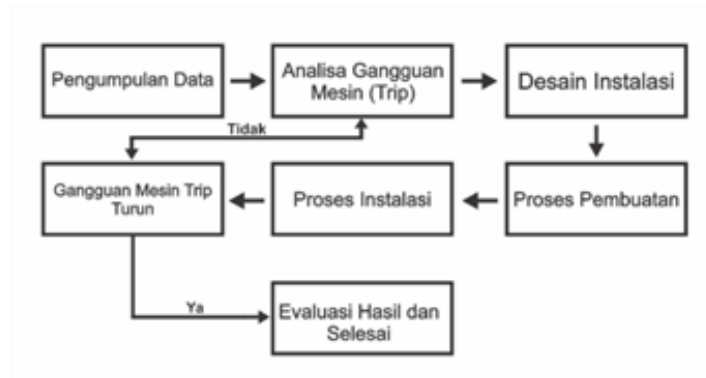 Pengumpulan Data
Analisa Gangguan
Mesin (Trip)
Desain Instalasi
Tidak
Gangguan Mesin Trip
Turun
Proses Instalasi
Proses Pembuatan
Ya
Evaluasi Hasil dan
Selesai